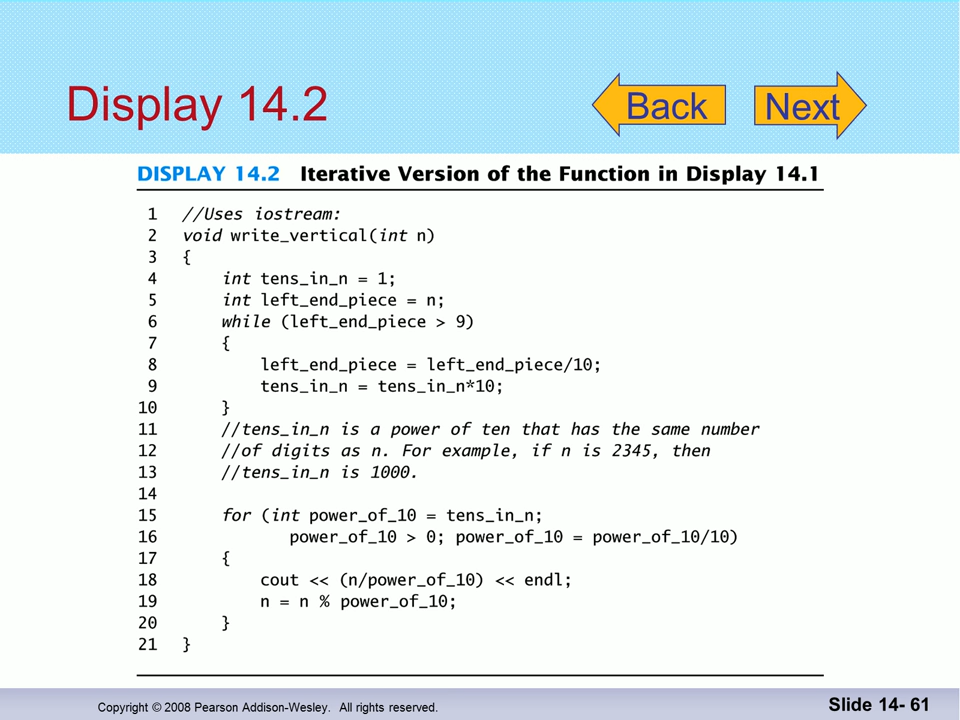 Display 14.2
Back
Next
DISPLAY 14.2 Iterative Version of the Function in Display 14.1
1 //Uses iostream:
2 void write_vertical(int n)
3 {
4 int tens_in_n = 1;
5 int left_end_piece = n;
6 while (left_end_piece > 9)
7 {
8 left_end_piece = left_end_piece/10;
9 tens_in_n = tens_in_n*10;
10 }
11 //tens_in_n is a power of ten that has the same number
12 //of digits as n. For example, if n is 2345, then
13 //tens_in_n is 1000.
14
15 for (int power_of_10 = tens_in_n;
16 power_of_10 > 0; power_of_10 = power_of_10/10)
17 {
18 cout << (n/power_of_10) << endl;
19 n = n % power_of_10;
20 }
21 }
Copyright © 2008 Pearson Addison-Wesley. All rights reserved.
Slide 14- 61